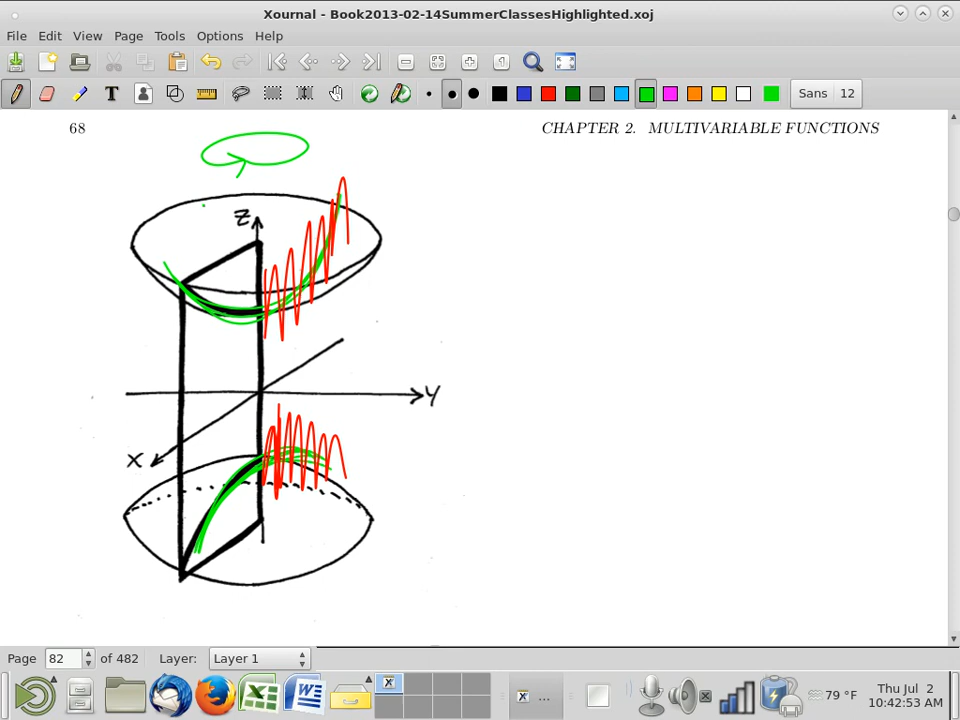 Xournal - Book2013-02-14SummerClassesHighlighted.xoj
File Edit View Page Tools Options Help
T Sans 12
68 CHAPTER 2. MULTIVARIABLE FUNCTIONS
Z
Y
X
Page 82 of 482 Layer: Layer 1
... 79 °F Thu Jul 2
10:42:53 AM